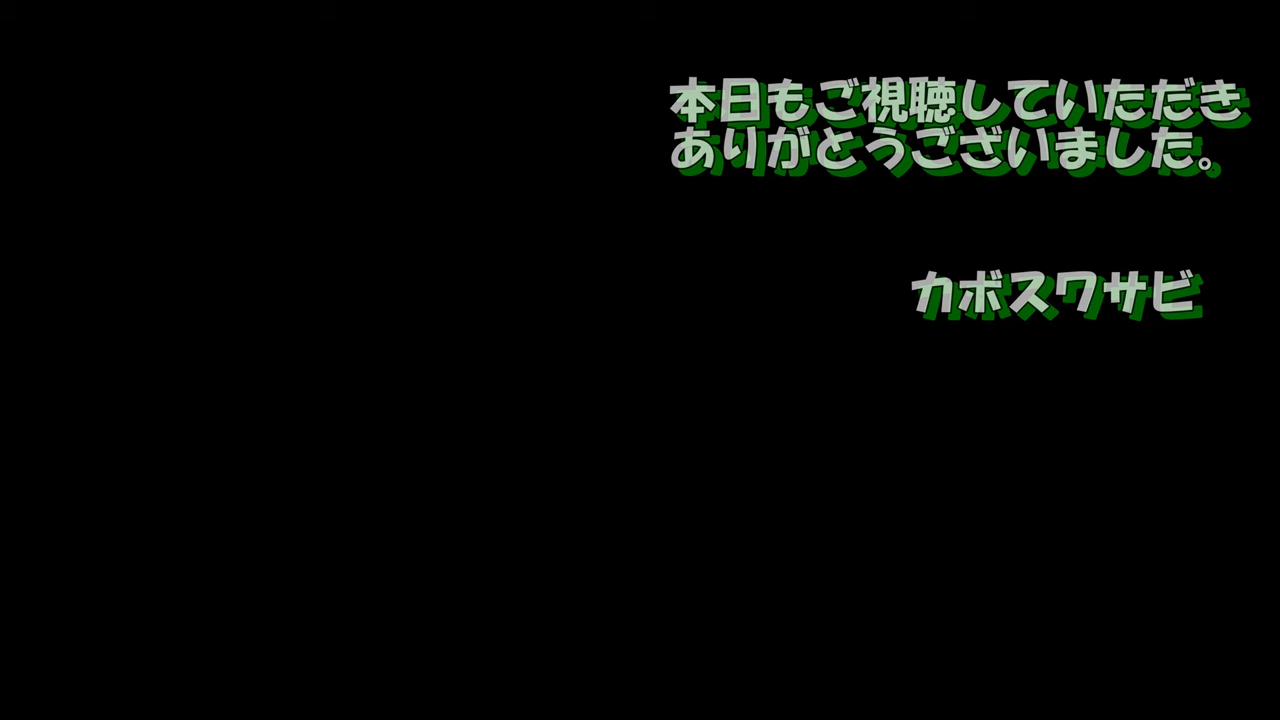 本日もご視聴していただき
ありがとうございました。
カボスワサビ